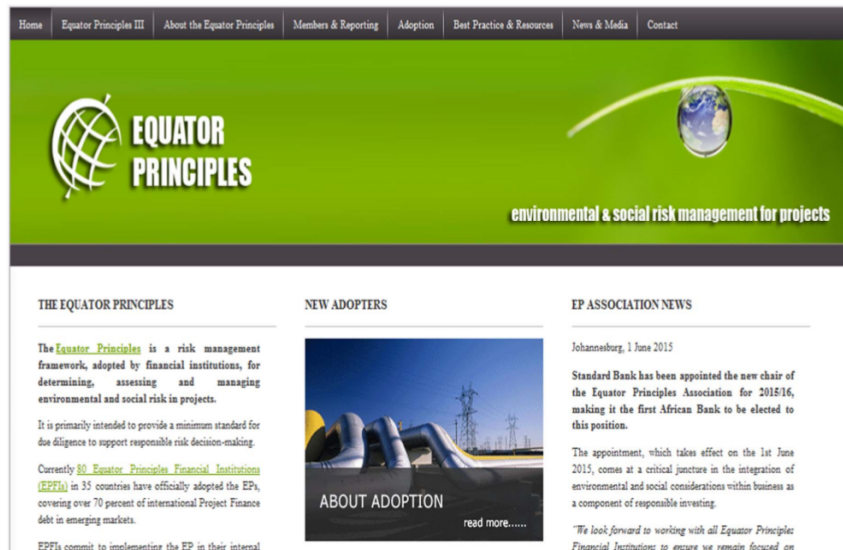 Home Equator Principles III About the Equator Principles Members & Reporting Adoption Best Practice & Resources News & Media Contact
EQUATOR
PRINCIPLES
environmental & social risk management for projects
THE EQUATOR PRINCIPLES
The Equator Principles is a risk management
framework, adopted by financial institutions, for
determining, assessing and managing
environmental and social risk in projects.
It is primarily intended to provide a minimum standard for
due diligence to support responsible risk decision-making.
Currently 80 Equator Principles Financial Institutions
(EPFIs) in 35 countries have officially adopted the EPs,
covering over 70 percent of international Project Finance
debt in emerging markets.
EPFIs commit to implementing the EP in their internal
NEW ADOPTERS
ABOUT ADOPTION
read more......
EP ASSOCIATION NEWS
Johannesburg, 1 June 2015
Standard Bank has been appointed the new chair of
the Equator Principles Association for 2015/16,
making it the first African Bank to be elected to
this position.
The appointment, which takes effect on the 1st June
2015, comes at a critical juncture in the integration of
environmental and social considerations within business as
a component of responsible investing.
"We look forward to working with all Equator Principles
Financial Institutions to ensure we remain focused on